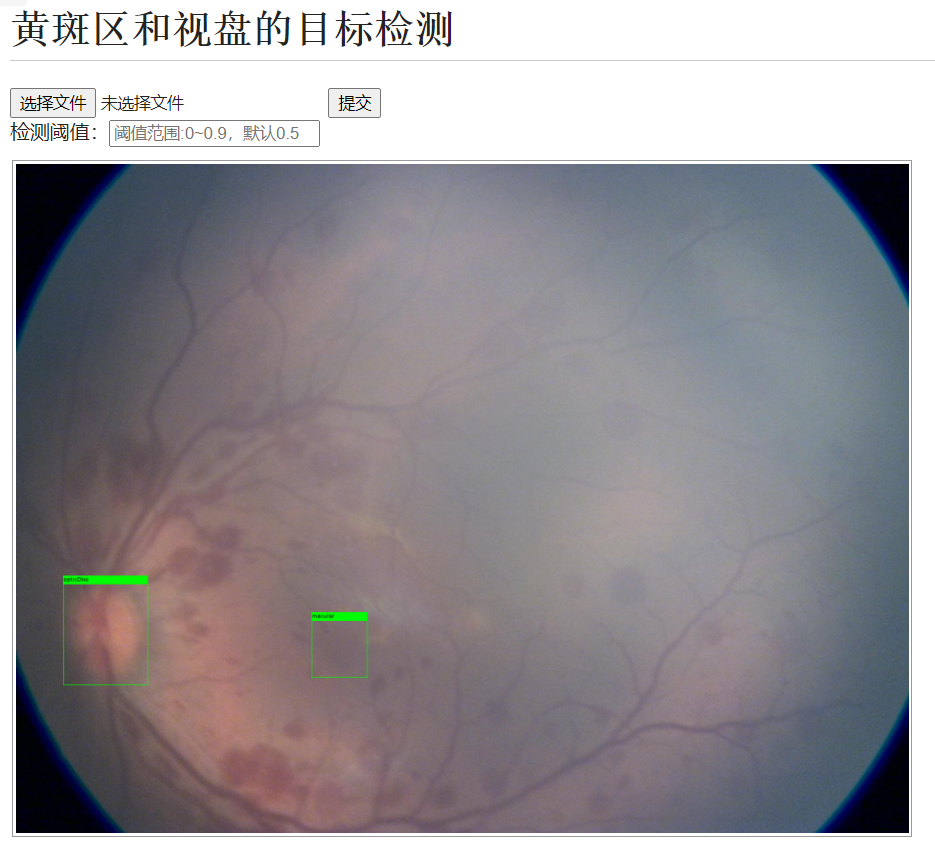 黄斑区和视盘的目标检测
选择文件 未选择文件 提交
检测阈值： 阈值范围:0~0.9，默认0.5
opticDisc
macular